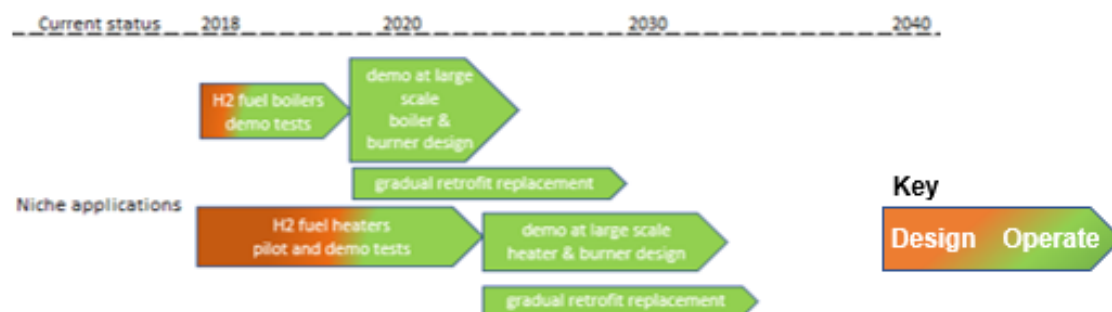 Current status 2018 2020 2030 2040
H2 fuel boilers
demo tests
demo at large
scale
boiler &
burner design
gradual retrofit replacement
Niche applications
H2 fuel heaters
pilot and demo tests
demo at large scale
heater & burner design
gradual retrofit replacement
Key
Design Operate